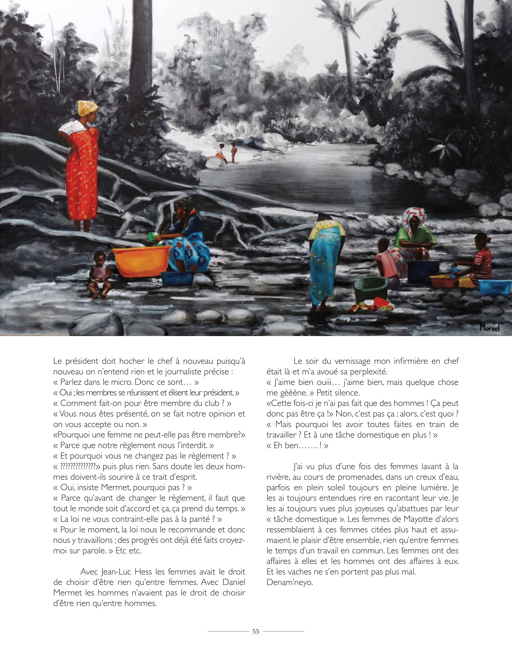 Marcel
Le président doit hocher le chef à nouveau puisqu'à
nouveau on n'entend rien et le journaliste précise :
« Parlez dans le micro. Donc ce sont… »
« Oui ; les membres se réunissent et élisent leur président. »
« Comment fait-on pour être membre du club ? »
« Vous nous êtes présenté, on se fait notre opinion et
on vous accepte ou non. »
«Pourquoi une femme ne peut-elle pas être membre?»
« Parce que notre règlement nous l'interdit. »
« Et pourquoi vous ne changez pas le règlement ? »
« ??????????????» puis plus rien. Sans doute les deux hom-
mes doivent-ils sourire à ce trait d'esprit.
« Oui, insiste Mermet, pourquoi pas ? »
« Parce qu'avant de changer le règlement, il faut que
tout le monde soit d'accord et ça, ça prend du temps. »
« La loi ne vous contraint-elle pas à la parité ? »
« Pour le moment, la loi nous le recommande et donc
nous y travaillons ; des progrès ont déjà été faits croyez-
moi sur parole. » Etc etc.
Avec Jean-Luc Hess les femmes avait le droit
de choisir d'être rien qu'entre femmes. Avec Daniel
Mermet les hommes n'avaient pas le droit de choisir
d'être rien qu'entre hommes.
Le soir du vernissage mon infirmière en chef
était là et m'a avoué sa perplexité.
« J'aime bien ouiii… j'aime bien, mais quelque chose
me gèèène. » Petit silence.
«Cette fois-ci je n'ai pas fait que des hommes ! Ça peut
donc pas être ça !» Non, c'est pas ça ; alors, c'est quoi ?
« Mais pourquoi les avoir toutes faites en train de
travailler ? Et à une tâche domestique en plus ! »
« Eh ben…….! »
J'ai vu plus d'une fois des femmes lavant à la
rivière, au cours de promenades, dans un creux d'eau,
parfois en plein soleil toujours en pleine lumière. Je
les ai toujours entendues rire en racontant leur vie. Je
les ai toujours vues plus joyeuses qu'abattues par leur
« tâche domestique ». Les femmes de Mayotte d'alors
ressemblaient à ces femmes citées plus haut et assu-
maient le plaisir d'être ensemble, rien qu'entre femmes
le temps d'un travail en commun. Les femmes ont des
affaires à elles et les hommes ont des affaires à eux.
Et les vaches ne s'en portent pas plus mal.
Denam'neyo.
55